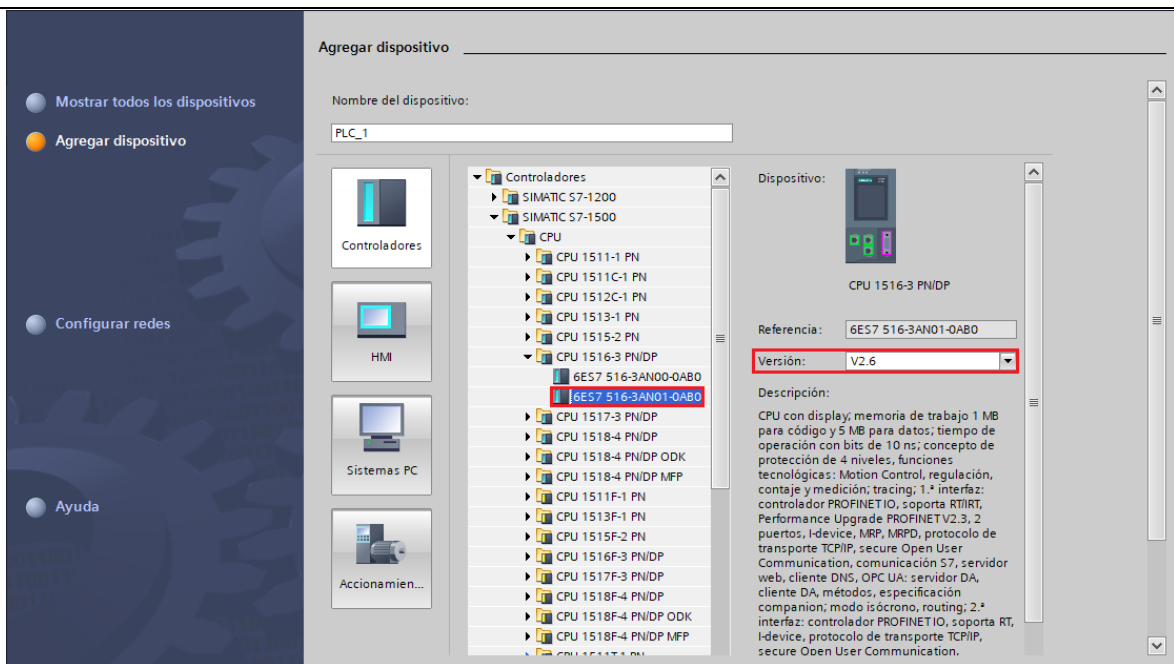 Agregar dispositivo
Mostrar todos los dispositivos
Agregar dispositivo
Configurar redes
Ayuda
Nombre del dispositivo:
PLC_1
Controladores
HMI
Sistemas PC
Accionamien...
Controladores
SIMATIC S7-1200
SIMATIC S7-1500
CPU
CPU 1511-1 PN
CPU 1511C-1 PN
CPU 1512C-1 PN
CPU 1513-1 PN
CPU 1515-2 PN
CPU 1516-3 PN/DP
6ES7 516-3AN00-0AB0
6ES7 516-3AN01-0AB0
CPU 1517-3 PN/DP
CPU 1518-4 PN/DP
CPU 1518-4 PN/DP ODK
CPU 1518-4 PN/DP MFP
CPU 1511F-1 PN
CPU 1513F-1 PN
CPU 1515F-2 PN
CPU 1516F-3 PN/DP
CPU 1517F-3 PN/DP
CPU 1518F-4 PN/DP
CPU 1518F-4 PN/DP ODK
CPU 1518F-4 PN/DP MFP
CPU 1511T-1 PN
Dispositivo:
CPU 1516-3 PN/DP
Referencia: 6ES7 516-3AN01-0AB0
Versión: V2.6
Descripción:
CPU con display; memoria de trabajo 1 MB
para código y 5 MB para datos; tiempo de
operación con bits de 10 ns; concepto de
protección de 4 niveles, funciones
tecnológicas: Motion Control, regulación,
contaje y medición; tracing; 1.ª interfaz:
controlador PROFINET IO, soporta RT/IRT,
Performance Upgrade PROFINET V2.3, 2
puertos, I-device, MRP, MRPD, protocolo de
transporte TCP/IP, secure Open User
Communication, comunicación S7, servidor
web, cliente DNS, OPC UA: servidor DA,
cliente DA, métodos, especificación
companion; modo isócrono, routing; 2.ª
interfaz: controlador PROFINET IO, soporta RT,
I-device, protocolo de transporte TCP/IP,
secure Open User Communication,